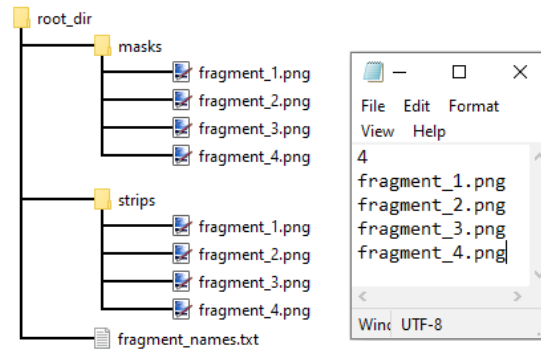 root_dir
masks
fragment_1.png
fragment_2.png
fragment_3.png
fragment_4.png
strips
fragment_1.png
fragment_2.png
fragment_3.png
fragment_4.png
fragment_names.txt
File Edit Format
View Help
4
fragment_1.png
fragment_2.png
fragment_3.png
fragment_4.png
UTF-8